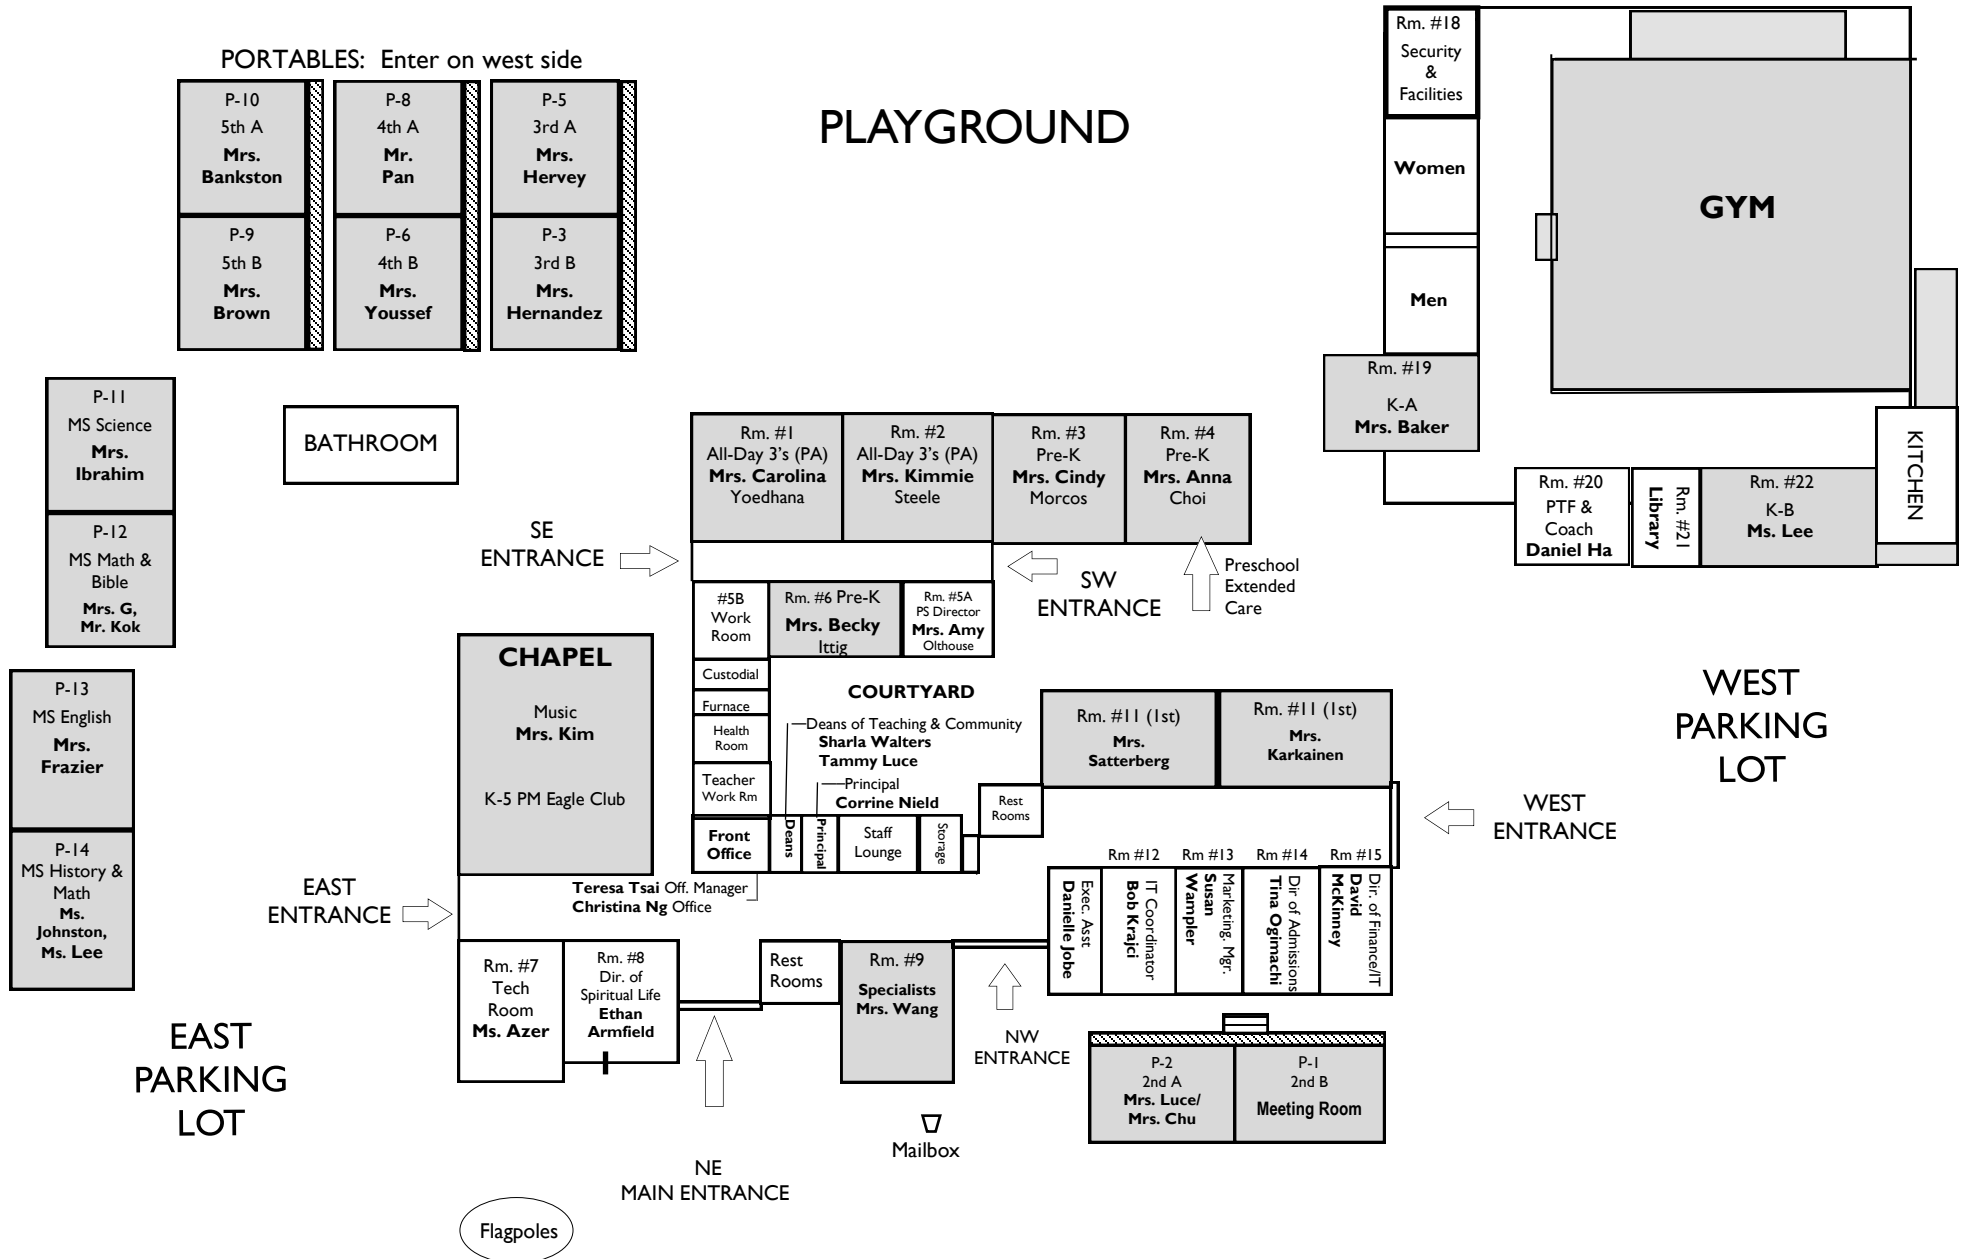 PORTABLES: Enter on west side
P-10
5th A
Mrs.
Bankston
P-8
4th A
Mr.
Pan
P-5
3rd A
Mrs.
Hervey
P-9
5th B
Mrs.
Brown
P-6
4th B
Mrs.
Youssef
P-3
3rd B
Mrs.
Hernandez
PLAYGROUND
Rm. #18
Security
&
Facilities
Women
Men
GYM
Rm. #19
K-A
Mrs. Baker
KITCHEN
Rm. #20
PTF &
Coach
Daniel Ha
Rm. #21
Library
Rm. #22
K-B
Ms. Lee
P-11
MS Science
Mrs.
Ibrahim
P-12
MS Math &
Bible
Mrs. G,
Mr. Kok
BATHROOM
P-13
MS English
Mrs.
Frazier
P-14
MS History &
Math
Ms.
Johnston,
Ms. Lee
Rm. #1
All-Day 3's (PA)
Mrs. Carolina
Yoedhana
Rm. #2
All-Day 3's (PA)
Mrs. Kimmie
Steele
Rm. #3
Pre-K
Mrs. Cindy
Morcos
Rm. #4
Pre-K
Mrs. Anna
Choi
SE
ENTRANCE
SW
ENTRANCE
Preschool
Extended
Care
#5B
Work
Room
Rm. #6 Pre-K
Mrs. Becky
Ittig
Rm. #5A
PS Director
Mrs. Amy
Olthouse
CHAPEL
Music
Mrs. Kim
K-5 PM Eagle Club
Custodial
Furnace
Health
Room
Teacher
Work Rm
Front
Office
COURTYARD
Deans of Teaching & Community
Sharla Walters
Tammy Luce
Principal
Corrine Nield
Deans
Principal
Staff
Lounge
Storage
Rest
Rooms
Rm. #11 (1st)
Mrs.
Satterberg
Rm. #11 (1st)
Mrs.
Karkainen
WEST
PARKING
LOT
WEST
ENTRANCE
Teresa Tsai Off. Manager
Christina Ng Office
EAST
ENTRANCE
Rm #12
Rm #13
Rm #14
Rm #15
Exec. Asst
Danielle Jobe
IT Coordinator
Bob Krajci
Marketing. Mgr.
Susan
Wampler
Dir of Admissions
Tina Ogimachi
Dir. of Finance/IT
David
McKinney
Rm. #7
Tech
Room
Ms. Azer
Rm. #8
Dir. of
Spiritual Life
Ethan
Armfield
Rest
Rooms
Rm. #9
Specialists
Mrs. Wang
NW
ENTRANCE
P-2
2nd A
Mrs. Luce/
Mrs. Chu
P-1
2nd B
Meeting Room
EAST
PARKING
LOT
Mailbox
NE
MAIN ENTRANCE
Flagpoles